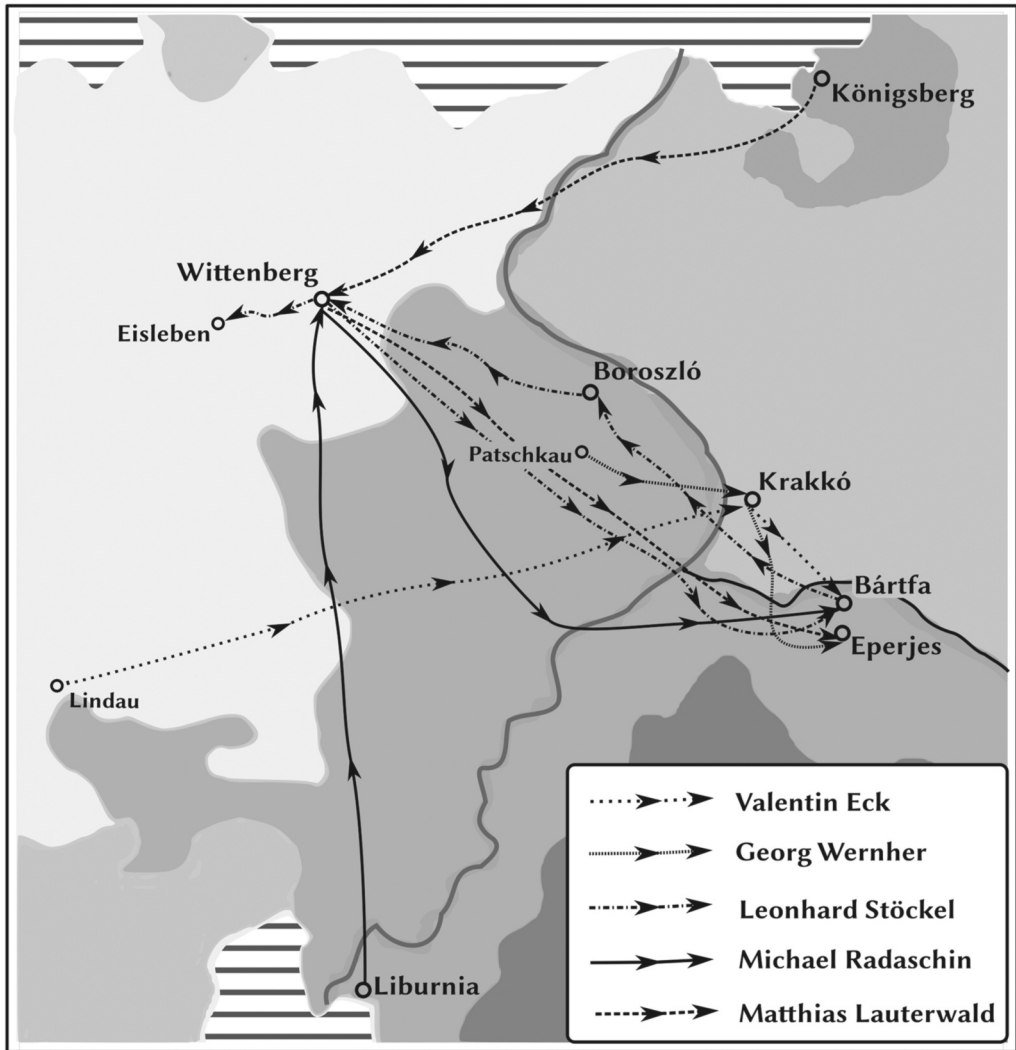 Königsberg
Wittenberg
Eisleben
Boroszló
Patschkau
Krakkó
Bártfa
Eperjes
Lindau
Liburnia
Valentin Eck
Georg Wernher
Leonhard Stöckel
Michael Radaschin
Matthias Lauterwald